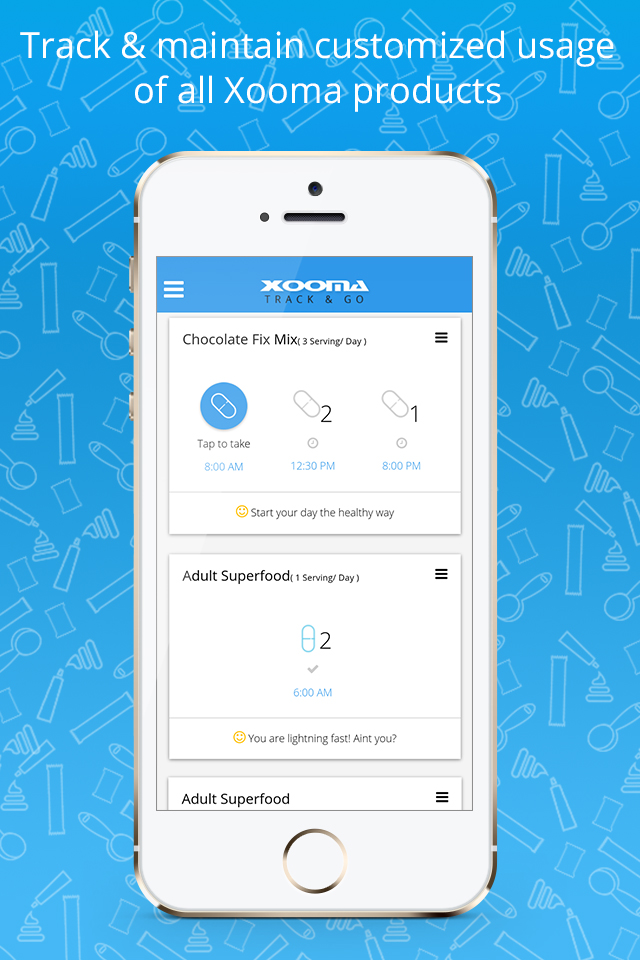 Track & maintain customized usage
of all Xooma products
XOOMA
TRACK & GO
Chocolate Fix Mix( 3 Serving/ Day )
2
1
Tap to take
8:00 AM
12:30 PM
8:00 PM
Start your day the healthy way
Adult Superfood( 1 Serving/ Day )
2
6:00 AM
You are lightning fast! Aint you?
Adult Superfood